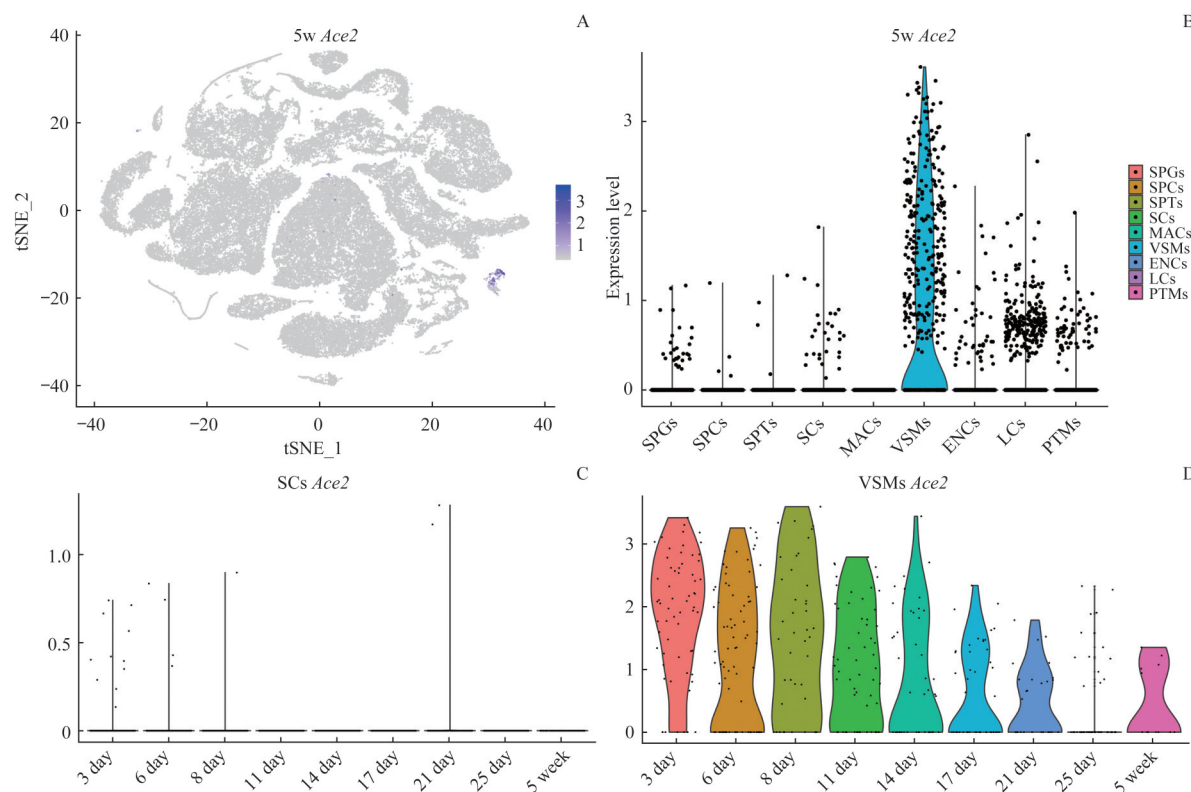 A
5w Ace2
40
20
0
−20
−40
tSNE_2
3
2
1
−40
−20
0
20
40
tSNE_1
B
5w Ace2
3
2
1
0
Expression level
SPGs
SPCs
SPTs
SCs
MACs
VSMs
ENCs
LCs
PTMs
SPGs
SPCs
SPTs
SCs
MACs
VSMs
ENCs
LCs
PTMs
C
SCs Ace2
1.0
0.5
0
3 day
6 day
8 day
11 day
14 day
17 day
21 day
25 day
5 week
D
VSMs Ace2
3
2
1
0
3 day
6 day
8 day
11 day
14 day
17 day
21 day
25 day
5 week